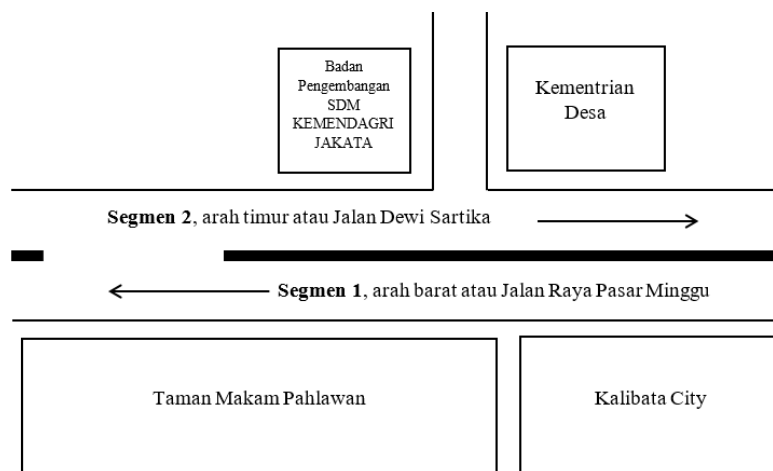 Badan
Pengembangan
SDM
KEMENDAGRI
JAKATA
Kementrian
Desa
Segmen 2, arah timur atau Jalan Dewi Sartika
Segmen 1, arah barat atau Jalan Raya Pasar Minggu
Taman Makam Pahlawan
Kalibata City